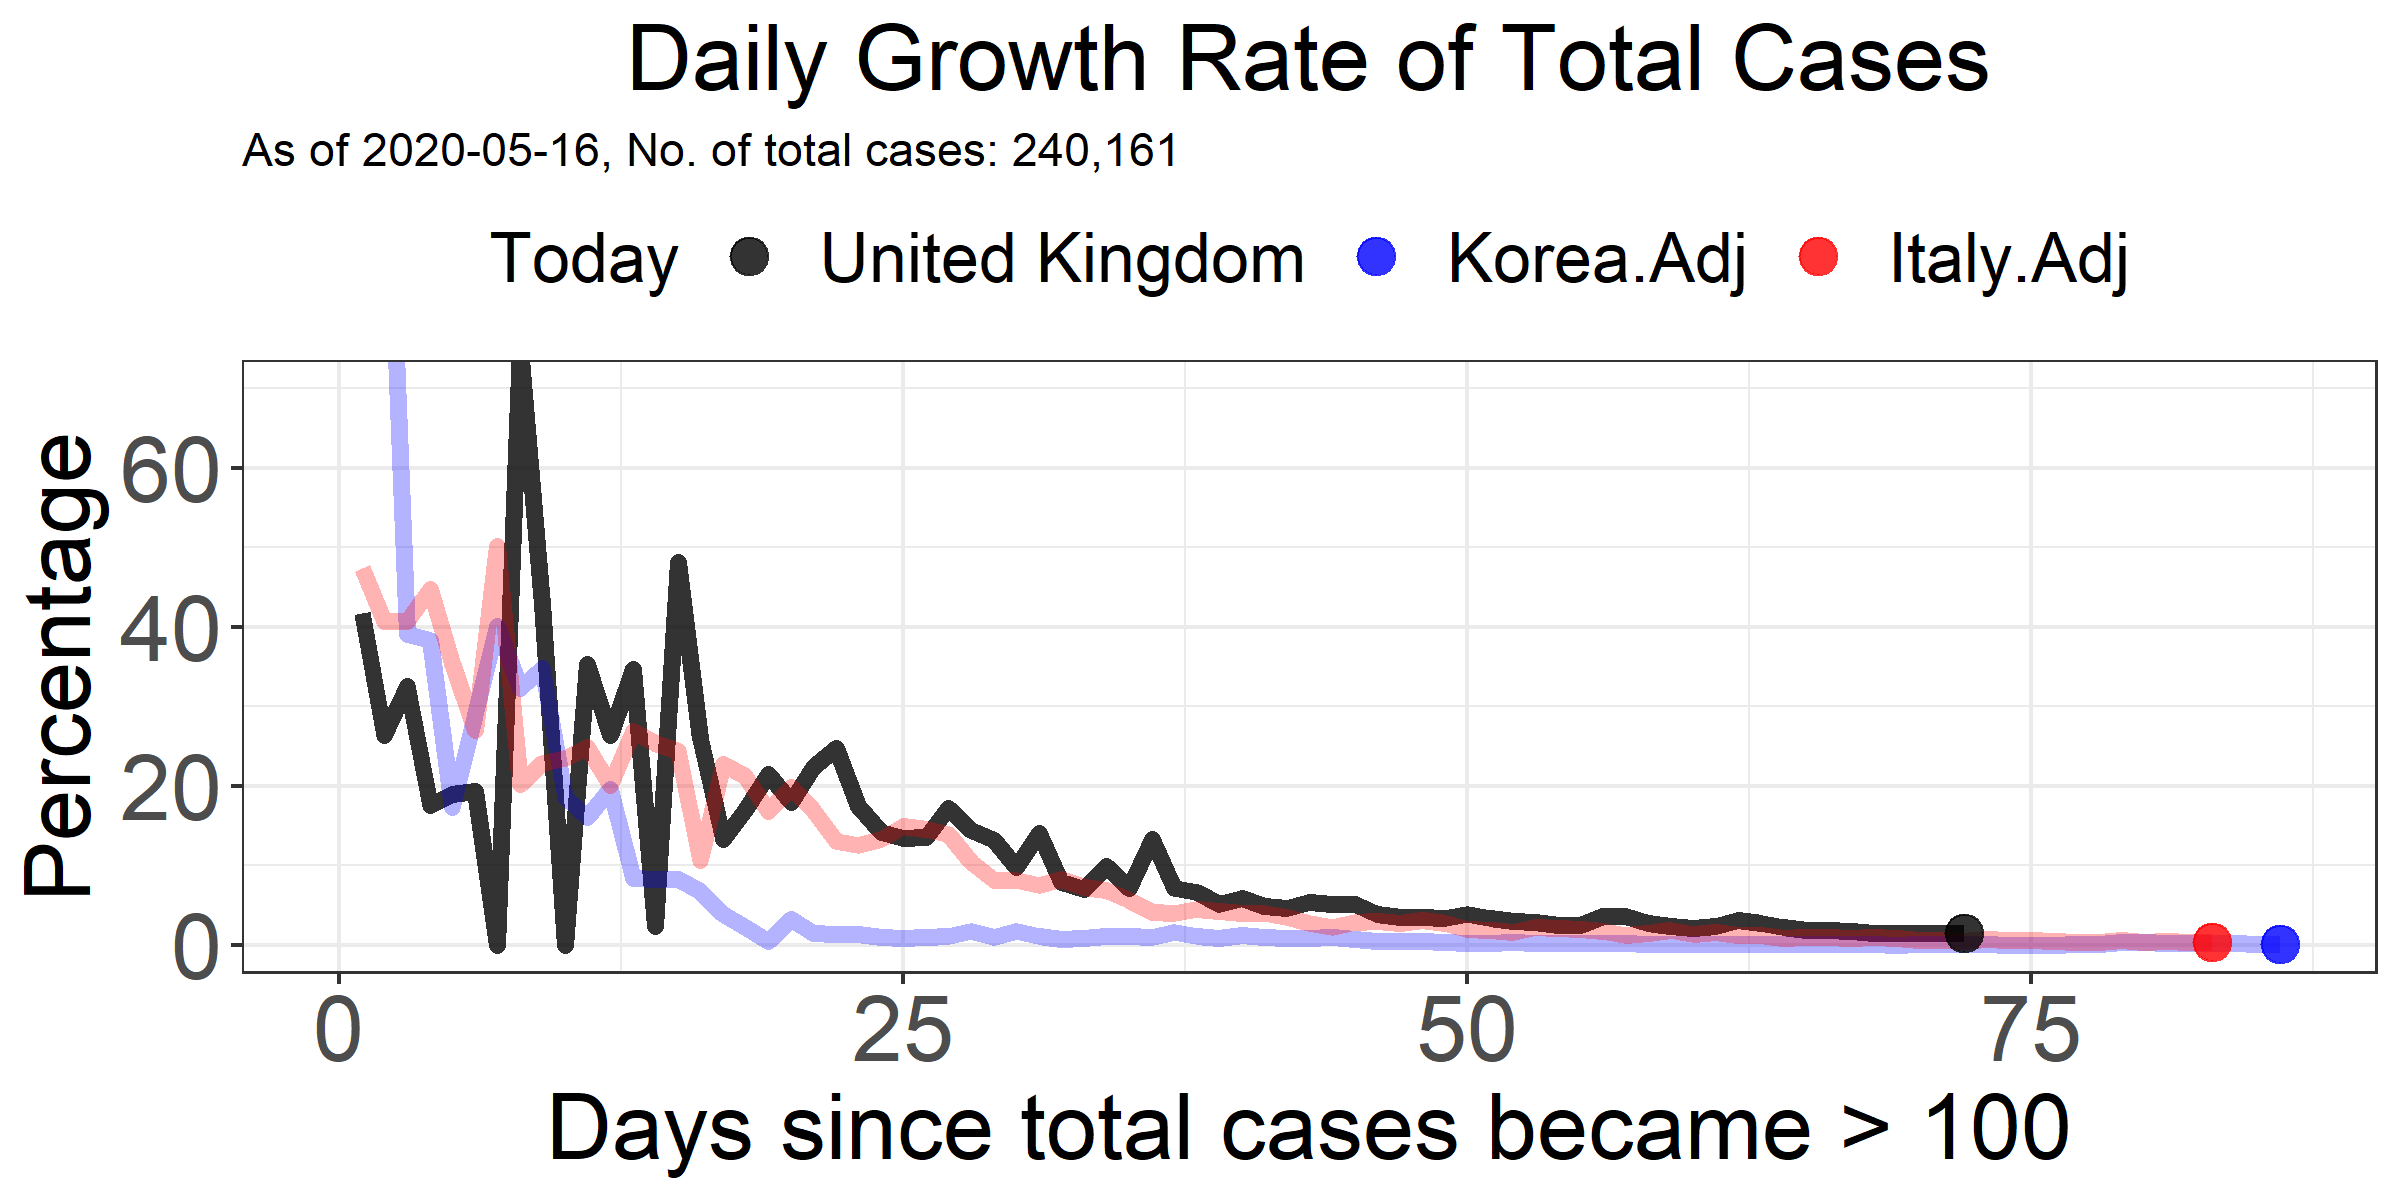 Daily Growth Rate of Total Cases
As of 2020-05-16, No. of total cases: 240,161
Today United Kingdom Korea.Adj Italy.Adj
Percentage
60
40
20
0
0 25 50 75
Days since total cases became > 100